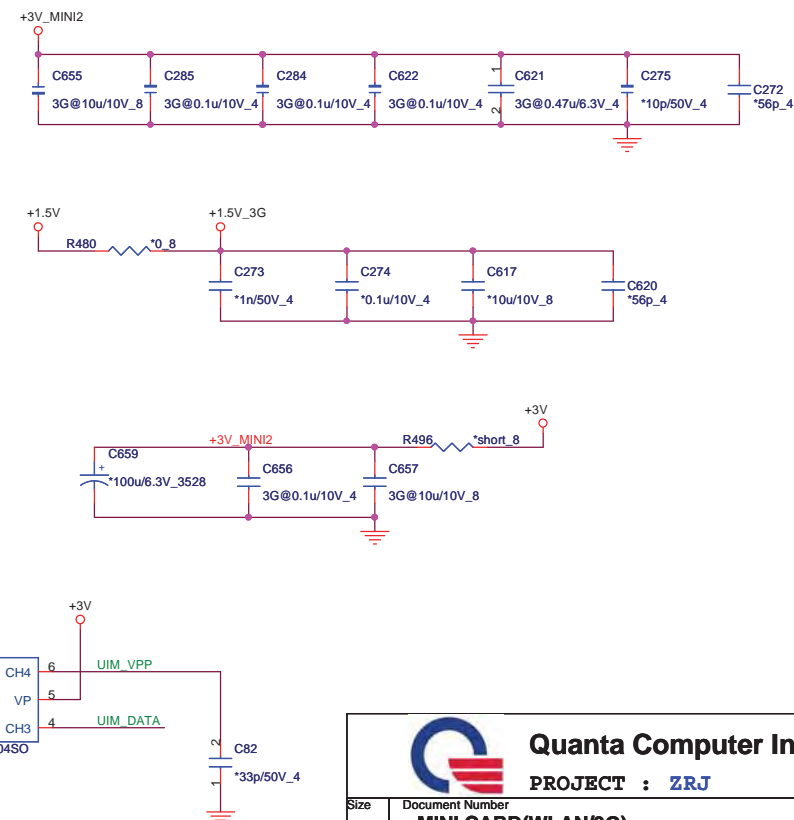 +3V_MINI2
C655
3G@10u/10V_8
C285
3G@0.1u/10V_4
C284
3G@0.1u/10V_4
C622
3G@0.1u/10V_4
1
C621
3G@0.47u/6.3V_4
2
C275
*10p/50V_4
C272
*56p_4
+1.5V
R480
*0_8
+1.5V_3G
C273
*1n/50V_4
C274
*0.1u/10V_4
C617
*10u/10V_8
C620
*56p_4
+3V
+3V_MINI2
R496
*short_8
C659
+
*100u/6.3V_3528
C656
3G@0.1u/10V_4
C657
3G@10u/10V_8
+3V
CH4
6
UIM_VPP
VP
5
CH3
4
UIM_DATA
04SO
2
C82
*33p/50V_4
1
Quanta Computer In
PROJECT : ZRJ
Size
Document Number
MINI CARD(WLAN/3G)